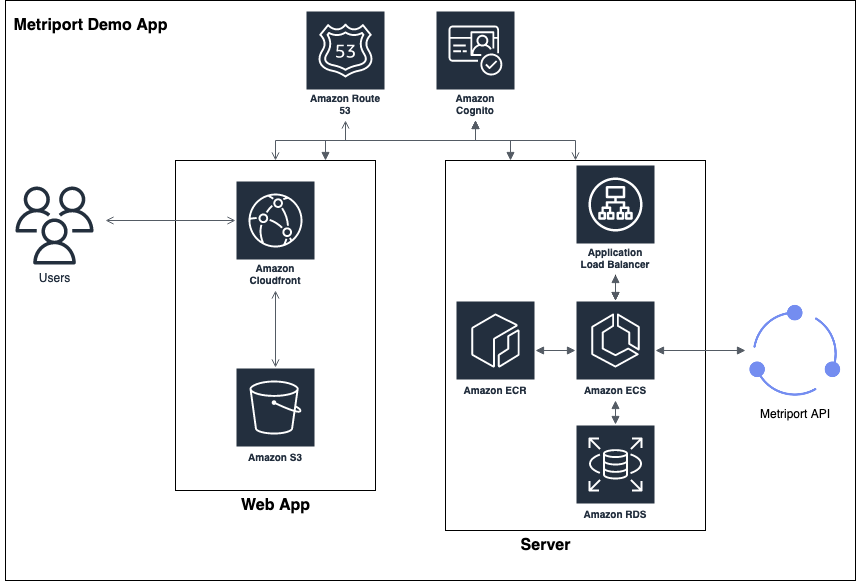 Metriport Demo App
53
Amazon Route
53
Amazon
Cognito
Users
Amazon
Cloudfront
Amazon S3
Web App
Application
Load Balancer
Amazon ECR
Amazon ECS
Amazon RDS
Server
Metriport API